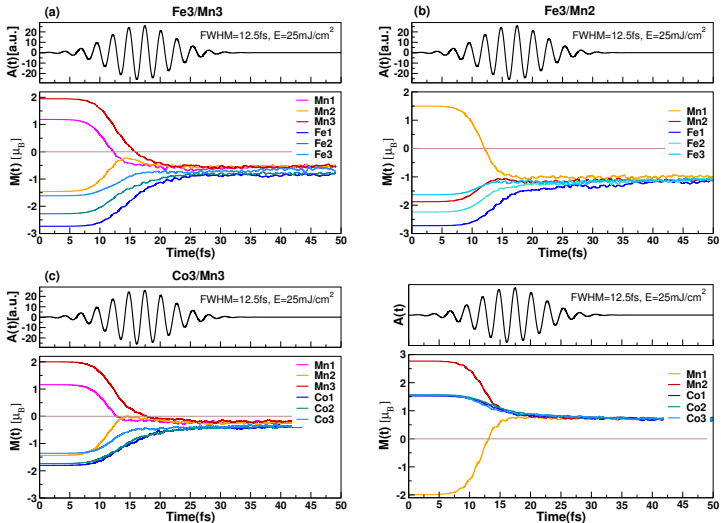 (a) Fe3/Mn3
A(t)[a.u.]
20
10
0
-10
-20
FWHM=12.5fs, E=25mJ/cm2
M(t) [μB]
2
1
0
-1
-2
-3
Mn1
Mn2
Mn3
Fe1
Fe2
Fe3
0 5 10 15 20 25 30 35 40 45 50
Time(fs)
(b) Fe3/Mn2
A(t)[a.u.]
20
10
0
-10
-20
FWHM=12.5fs, E=25mJ/cm2
M(t) [μB]
2
1
0
-1
-2
-3
Mn1
Mn2
Fe1
Fe2
Fe3
0 5 10 15 20 25 30 35 40 45 50
Time(fs)
(c) Co3/Mn3
A(t)[a.u.]
20
10
0
-10
-20
FWHM=12.5fs, E=25mJ/cm2
M(t) [μB]
2
1
0
-1
-2
-3
Mn1
Mn2
Mn3
Co1
Co2
Co3
0 5 10 15 20 25 30 35 40 45 50
Time(fs)
A(t)
FWHM=12.5fs, E=25mJ/cm2
M(t) [μB]
3
2
1
0
-1
-2
Mn1
Mn2
Co1
Co2
Co3
0 5 10 15 20 25 30 35 40 45 50
Time(fs)